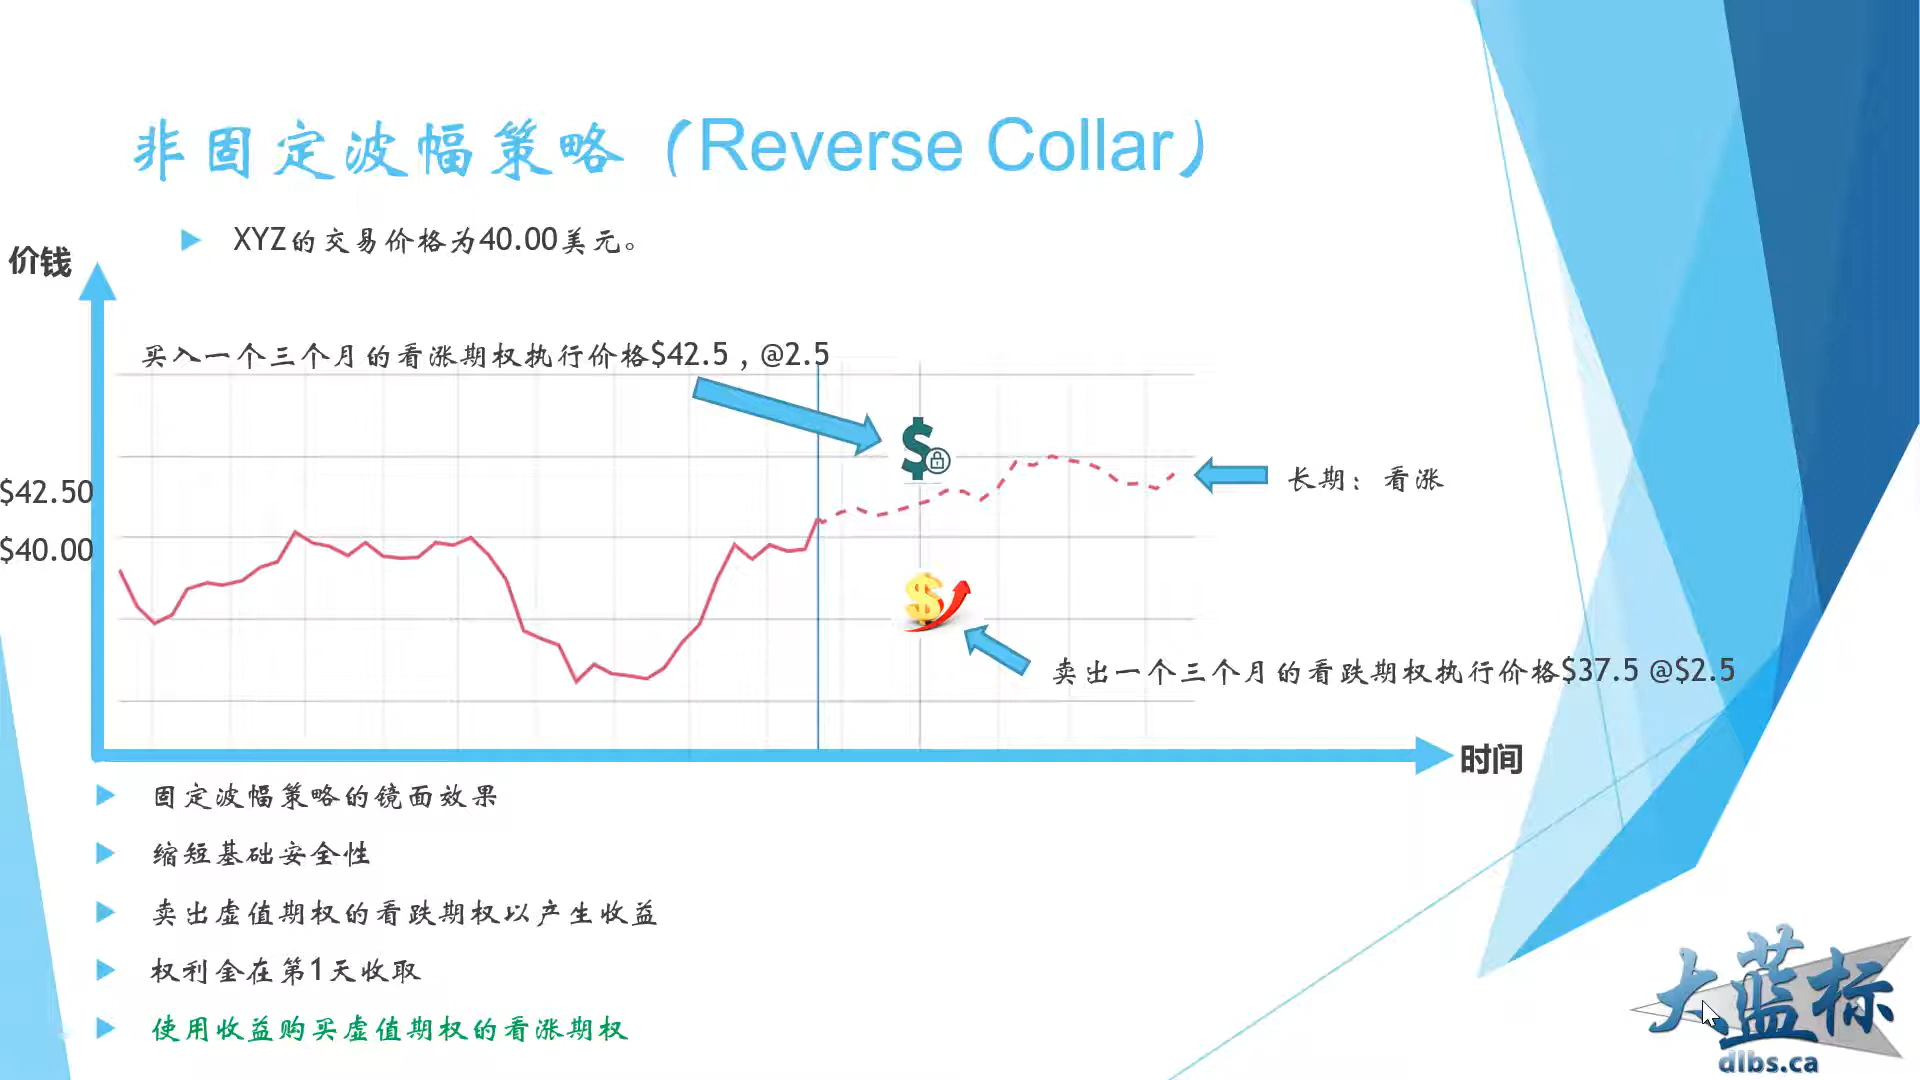 非固定波幅策略（Reverse Collar）
XYZ的交易价格为40.00美元。
价钱
买入一个三个月的看涨期权执行价格$42.5 , @2.5
$42.50
长期：看涨
$40.00
卖出一个三个月的看跌期权执行价格$37.5 @$2.5
时间
固定波幅策略的镜面效果
缩短基础安全性
卖出虚值期权的看跌期权以产生收益
权利金在第1天收取
使用收益购买虚值期权的看涨期权
大蓝标
dlbs.ca